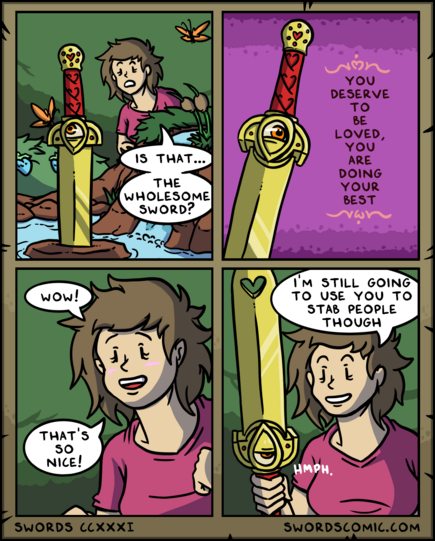 IS THAT...
THE
WHOLESOME
SWORD?
YOU
DESERVE
TO
BE
LOVED,
YOU
ARE
DOING
YOUR
BEST
WOW!
THAT'S
SO
NICE!
I'M STILL GOING
TO USE YOU TO
STAB PEOPLE
THOUGH
HMPH.
SWORDS CCXXXI
SWORDSCOMIC.COM